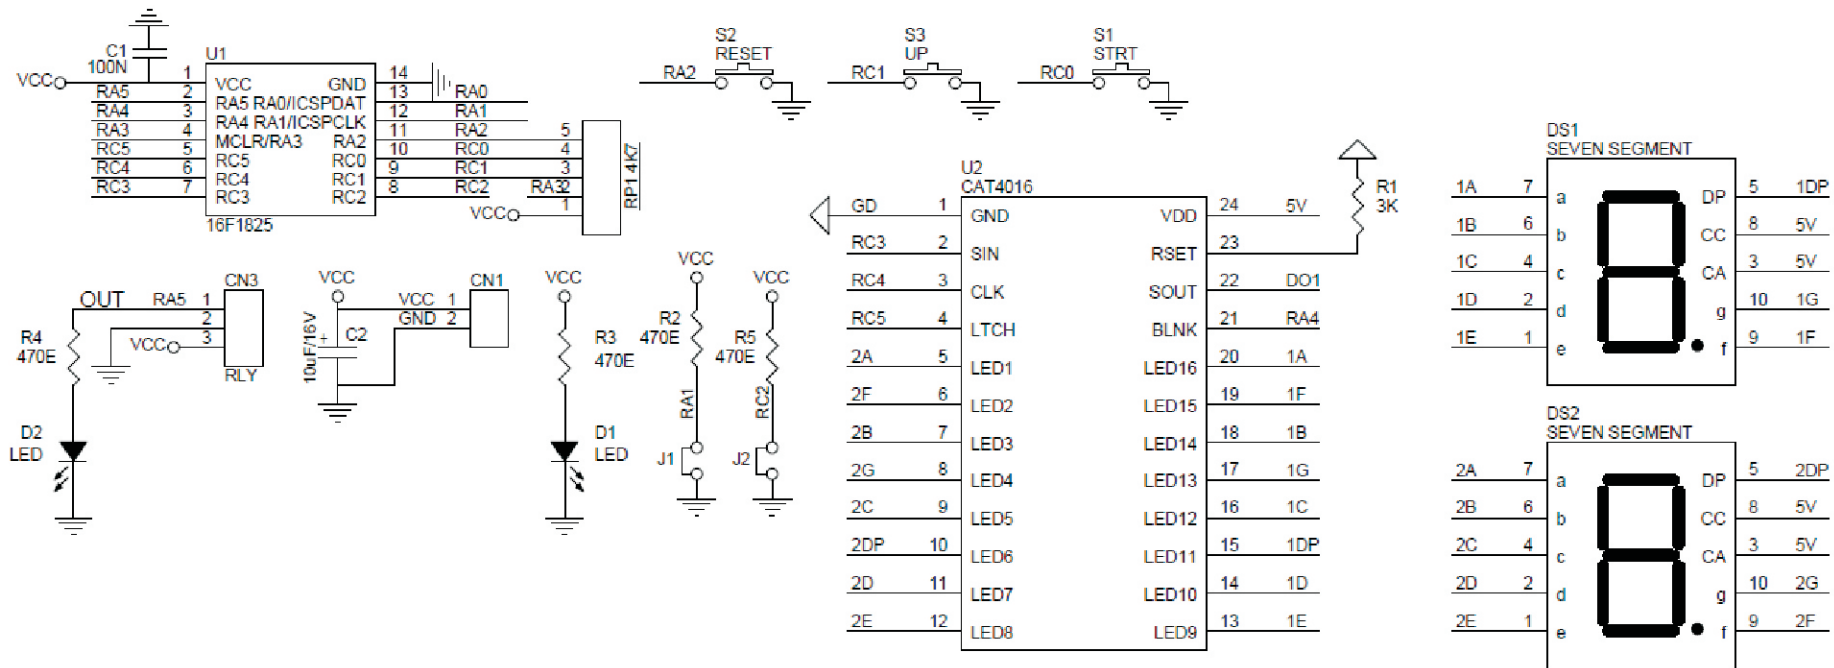 C1
100N
VCC
U1
1 VCC GND 14
RA5 2 RA5 RA0/ICSPDAT 13 RA0
RA4 3 RA4 RA1/ICSPCLK 12 RA1
RA3 4 MCLR/RA3 RA2 11 RA2 5
RC5 5 RC5 RC0 10 RC0 4
RC4 6 RC4 RC1 9 RC1 3
RC3 7 RC3 RC2 8 RC2 RA3 2
VCC 1
RP1 4K7
16F1825
S2
RESET
RA2
S3
UP
RC1
S1
STRT
RC0
CN3
OUT RA5 1
2
VCC 3
RLY
R4
470E
D2
LED
VCC
CN1
VCC 1
GND 2
10uF/16V
+
C2
VCC
R3
470E
D1
LED
VCC
R2
470E
RA1
J1
VCC
R5
470E
RC2
J2
U2
CAT4016
GD 1 GND VDD 24 5V
RC3 2 SIN RSET 23
RC4 3 CLK SOUT 22 DO1
RC5 4 LTCH BLNK 21 RA4
2A 5 LED1 LED16 20 1A
2F 6 LED2 LED15 19 1F
2B 7 LED3 LED14 18 1B
2G 8 LED4 LED13 17 1G
2C 9 LED5 LED12 16 1C
2DP 10 LED6 LED11 15 1DP
2D 11 LED7 LED10 14 1D
2E 12 LED8 LED9 13 1E
R1
3K
DS1
SEVEN SEGMENT
1A 7 a DP 5 1DP
1B 6 b CC 8 5V
1C 4 c CA 3 5V
1D 2 d g 10 1G
1E 1 e f 9 1F
DS2
SEVEN SEGMENT
2A 7 a DP 5 2DP
2B 6 b CC 8 5V
2C 4 c CA 3 5V
2D 2 d g 10 2G
2E 1 e f 9 2F